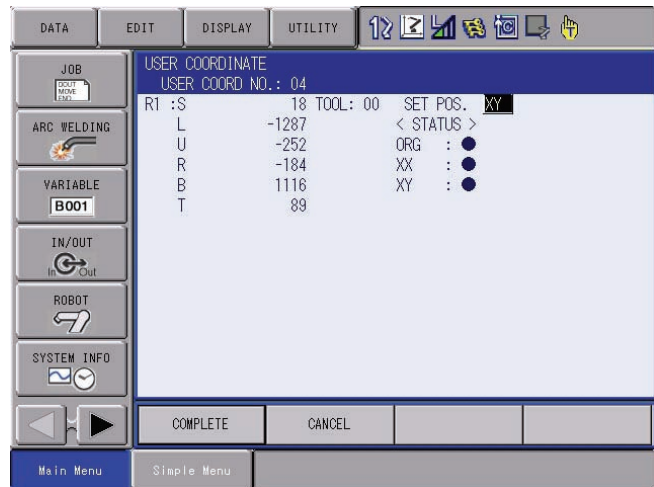 DATA EDIT DISPLAY UTILITY
JOB
DOUT
MOVE
END
ARC WELDING
VARIABLE
B001
IN/OUT
In Out
ROBOT
SYSTEM INFO
USER COORDINATE
USER COORD NO.: 04
R1 :S 18 TOOL: 00 SET POS. XY
L -1287 < STATUS >
U -252 ORG : ●
R -184 XX : ●
B 1116 XY : ●
T 89
COMPLETE CANCEL
Main Menu Simple Menu